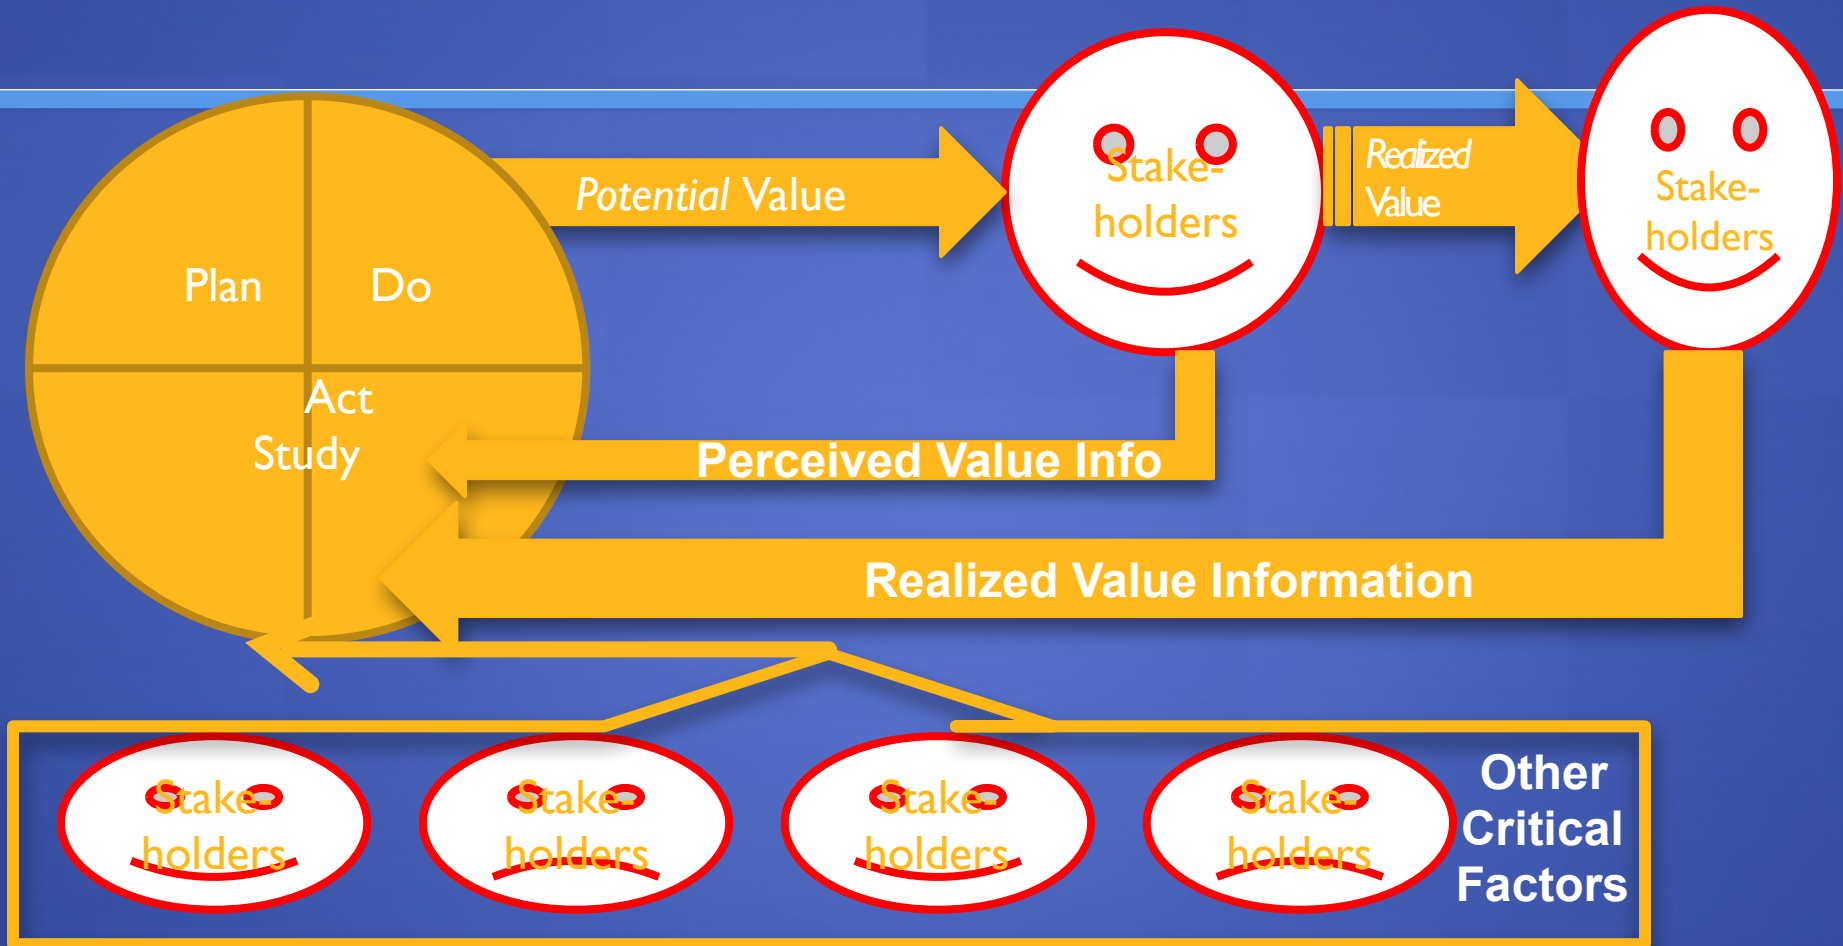 Plan
Do
Act
Study
Potential Value
Stake-
holders
Realized
Value
Stake-
holders
Perceived Value Info
Realized Value Information
Stake-
holders
Stake-
holders
Stake-
holders
Stake-
holders
Other
Critical
Factors